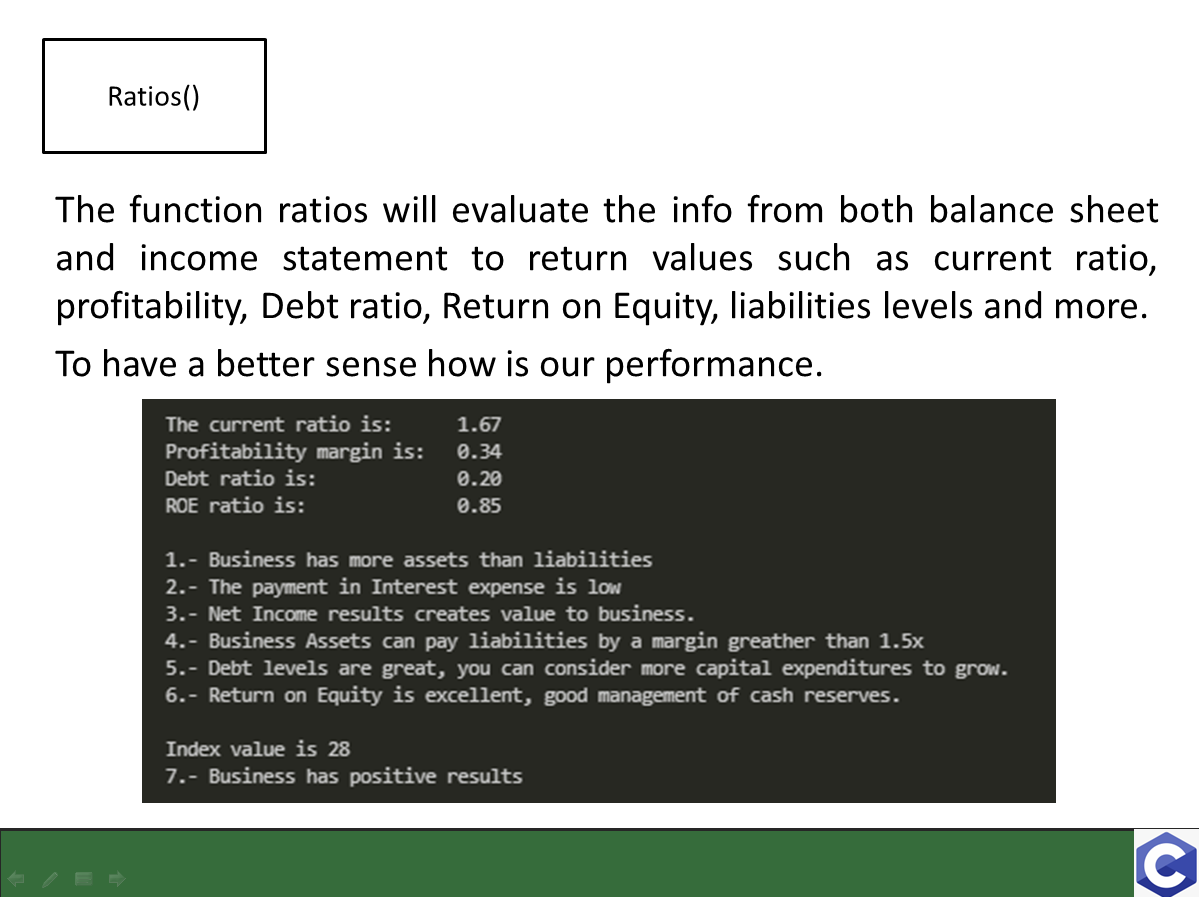 Ratios()
The function ratios will evaluate the info from both balance sheet
and income statement to return values such as current ratio,
profitability, Debt ratio, Return on Equity, liabilities levels and more.
To have a better sense how is our performance.
The current ratio is: 1.67
Profitability margin is: 0.34
Debt ratio is: 0.20
ROE ratio is: 0.85
1.- Business has more assets than liabilities
2.- The payment in Interest expense is low
3.- Net Income results creates value to business.
4.- Business Assets can pay liabilities by a margin greather than 1.5x
5.- Debt levels are great, you can consider more capital expenditures to grow.
6.- Return on Equity is excellent, good management of cash reserves.
Index value is 28
7.- Business has positive results
C